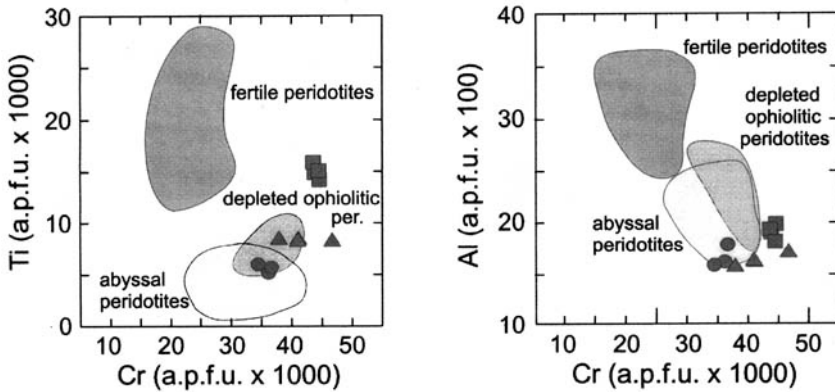 30
20
10
0
Ti (a.p.f.u. x 1000)
fertile peridotites
depleted ophiolitic
per.
abyssal
peridotites
10 20 30 40 50
Cr (a.p.f.u. x 1000)
40
30
20
10
Al (a.p.f.u. x 100)
fertile peridotites
depleted
ophiolitic
peridotites
abyssal
peridotites
10 20 30 40 50
Cr (a.p.f.u. x 1000)